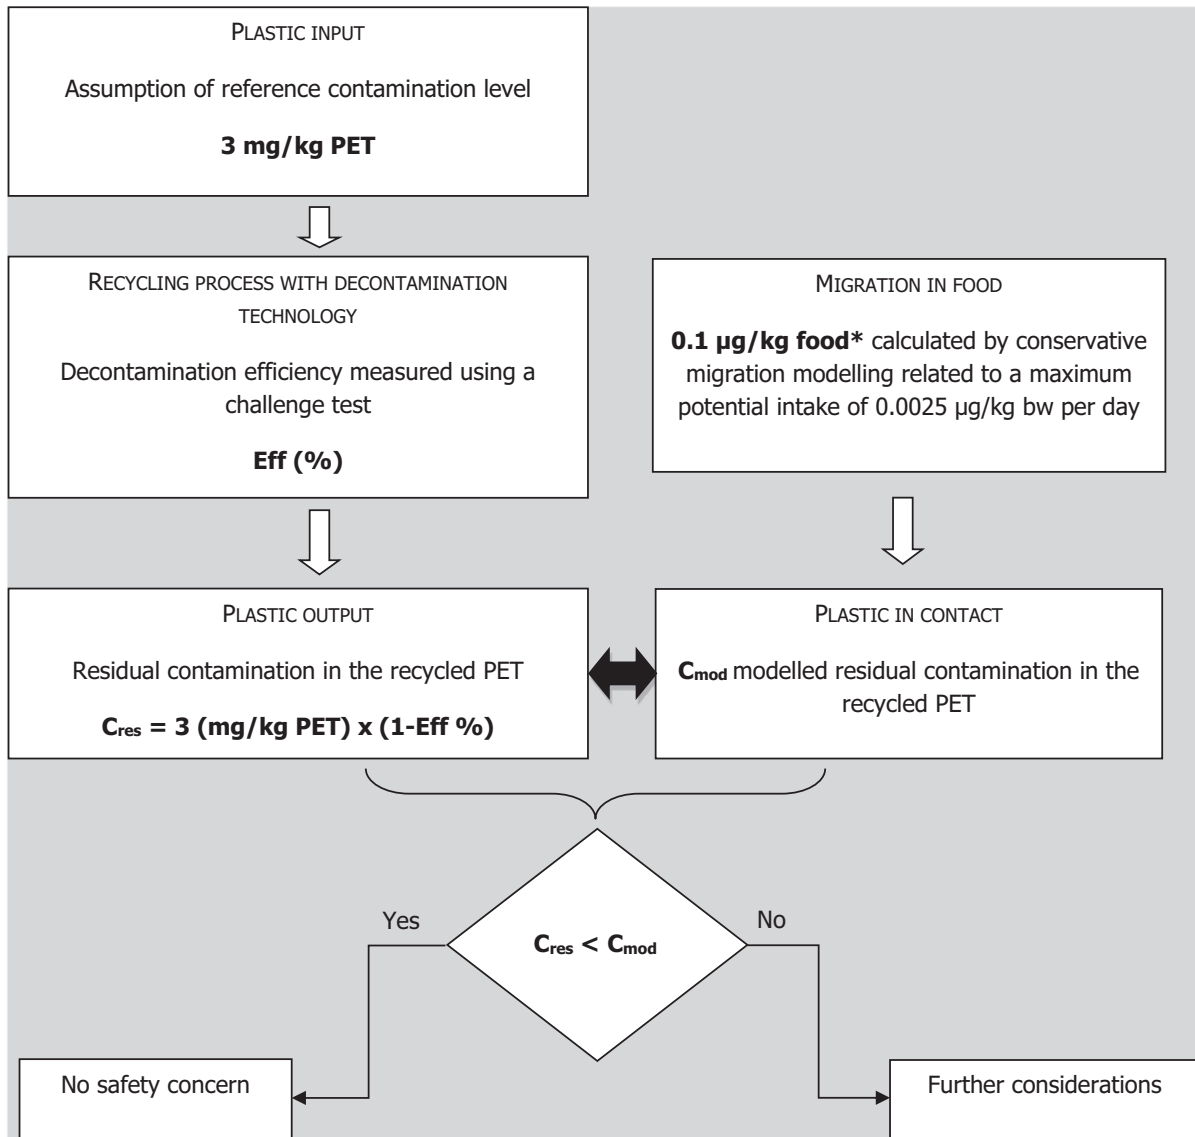 PLASTIC INPUT
Assumption of reference contamination level
3 mg/kg PET
RECYCLING PROCESS WITH DECONTAMINATION
TECHNOLOGY
Decontamination efficiency measured using a
challenge test
Eff (%)
MIGRATION IN FOOD
0.1 µg/kg food* calculated by conservative
migration modelling related to a maximum
potential intake of 0.0025 µg/kg bw per day
PLASTIC OUTPUT
Residual contamination in the recycled PET
Cres = 3 (mg/kg PET) x (1-Eff %)
PLASTIC IN CONTACT
Cmod modelled residual contamination in the
recycled PET
Yes
Cres < Cmod
No
No safety concern
Further considerations